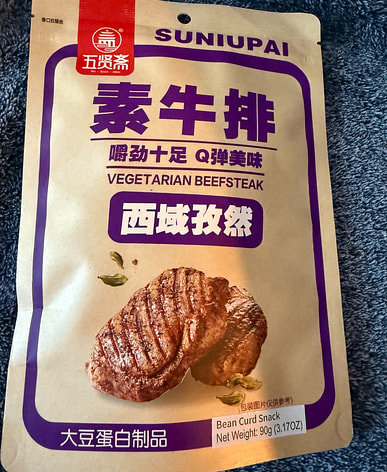 SUNIUPAI
五贤斋
素牛排
嚼劲十足 Q弹美味
VEGETARIAN BEEFSTEAK
西域孜然
(包装图片仅供参考)
Bean Curd Snack
Net Weight: 90g (3.17OZ)
大豆蛋白制品